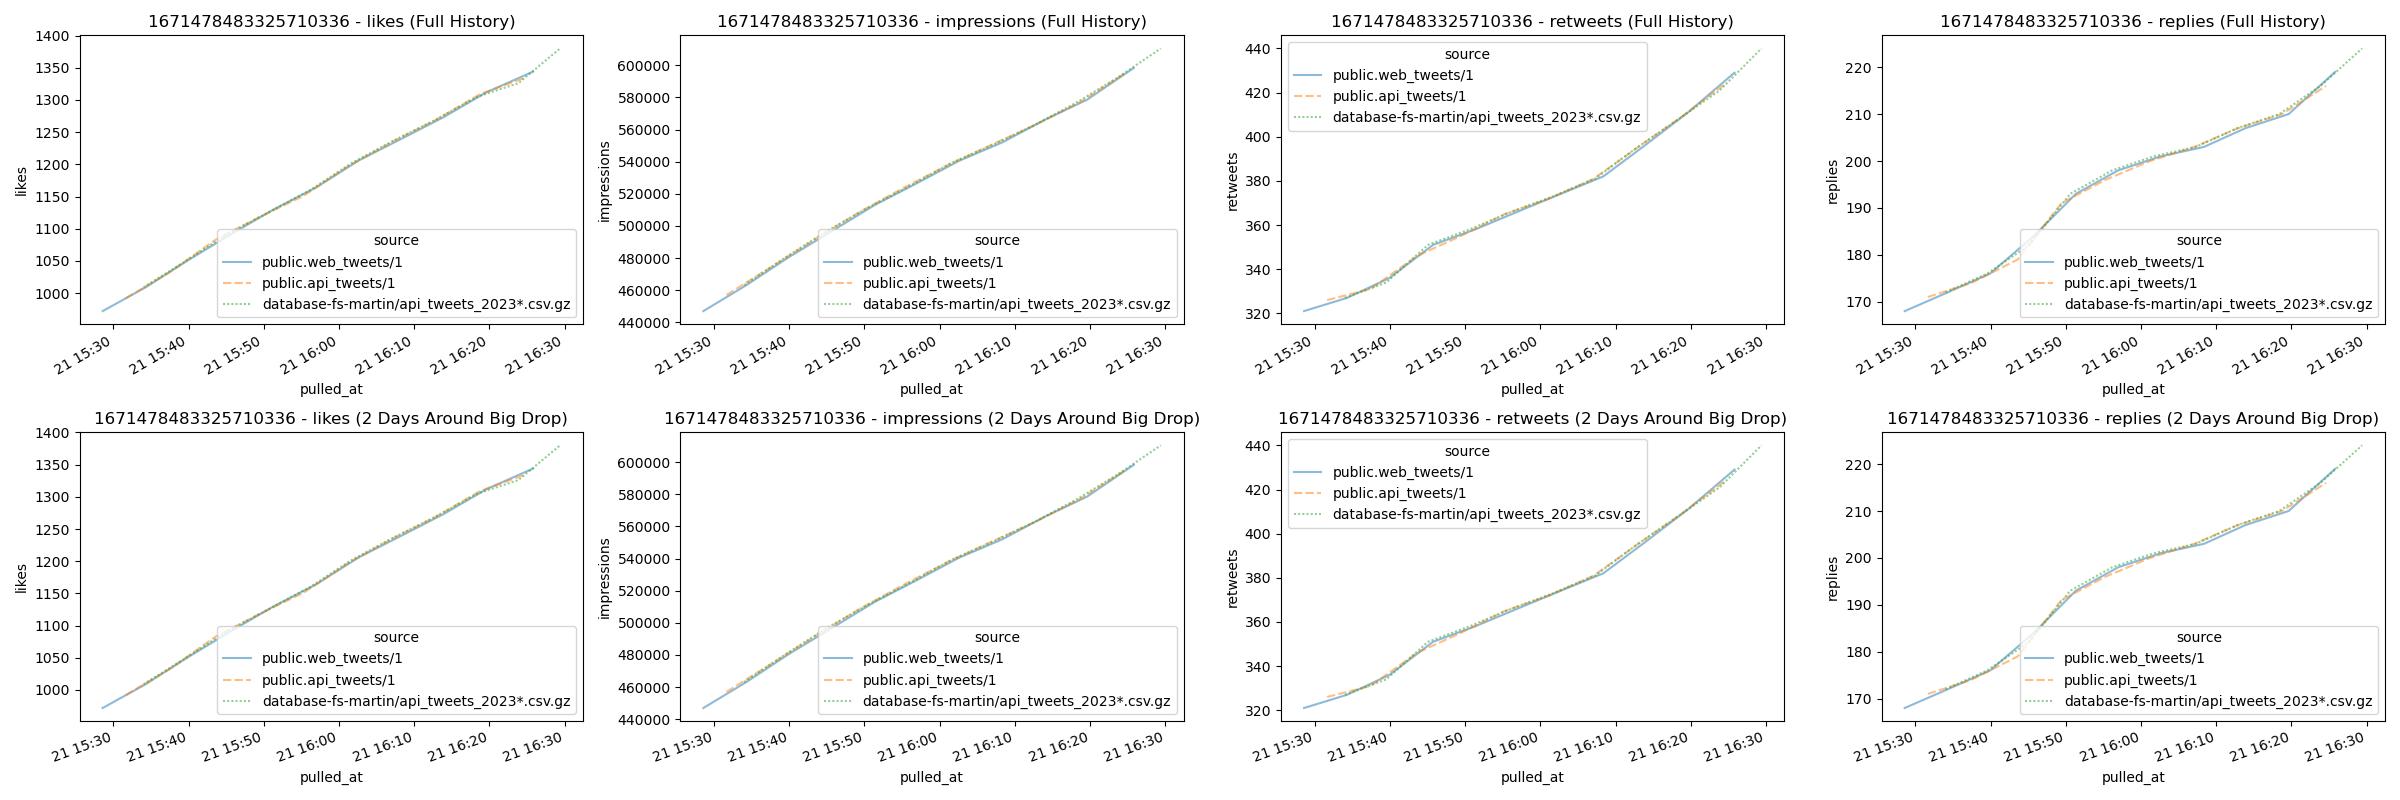 1671478483325710336 - likes (Full History)
1400
1350
1300
1250
1200
1150
1100
1050
1000
likes
source
public.web_tweets/1
public.api_tweets/1
database-fs-martin/api_tweets_2023*.csv.gz
21 15:30
21 15:40
21 15:50
21 16:00
21 16:10
21 16:20
21 16:30
pulled_at
1671478483325710336 - impressions (Full History)
600000
580000
560000
540000
520000
500000
480000
460000
440000
impressions
source
public.web_tweets/1
public.api_tweets/1
database-fs-martin/api_tweets_2023*.csv.gz
21 15:30
21 15:40
21 15:50
21 16:00
21 16:10
21 16:20
21 16:30
pulled_at
1671478483325710336 - retweets (Full History)
440
420
400
380
360
340
320
retweets
source
public.web_tweets/1
public.api_tweets/1
database-fs-martin/api_tweets_2023*.csv.gz
21 15:30
21 15:40
21 15:50
21 16:00
21 16:10
21 16:20
21 16:30
pulled_at
1671478483325710336 - replies (Full History)
220
210
200
190
180
170
replies
source
public.web_tweets/1
public.api_tweets/1
database-fs-martin/api_tweets_2023*.csv.gz
21 15:30
21 15:40
21 15:50
21 16:00
21 16:10
21 16:20
21 16:30
pulled_at
1671478483325710336 - likes (2 Days Around Big Drop)
1400
1350
1300
1250
1200
1150
1100
1050
1000
likes
source
public.web_tweets/1
public.api_tweets/1
database-fs-martin/api_tweets_2023*.csv.gz
21 15:30
21 15:40
21 15:50
21 16:00
21 16:10
21 16:20
21 16:30
pulled_at
1671478483325710336 - impressions (2 Days Around Big Drop)
600000
580000
560000
540000
520000
500000
480000
460000
440000
impressions
source
public.web_tweets/1
public.api_tweets/1
database-fs-martin/api_tweets_2023*.csv.gz
21 15:30
21 15:40
21 15:50
21 16:00
21 16:10
21 16:20
21 16:30
pulled_at
1671478483325710336 - retweets (2 Days Around Big Drop)
440
420
400
380
360
340
320
retweets
source
public.web_tweets/1
public.api_tweets/1
database-fs-martin/api_tweets_2023*.csv.gz
21 15:30
21 15:40
21 15:50
21 16:00
21 16:10
21 16:20
21 16:30
pulled_at
1671478483325710336 - replies (2 Days Around Big Drop)
220
210
200
190
180
170
replies
source
public.web_tweets/1
public.api_tweets/1
database-fs-martin/api_tweets_2023*.csv.gz
21 15:30
21 15:40
21 15:50
21 16:00
21 16:10
21 16:20
21 16:30
pulled_at